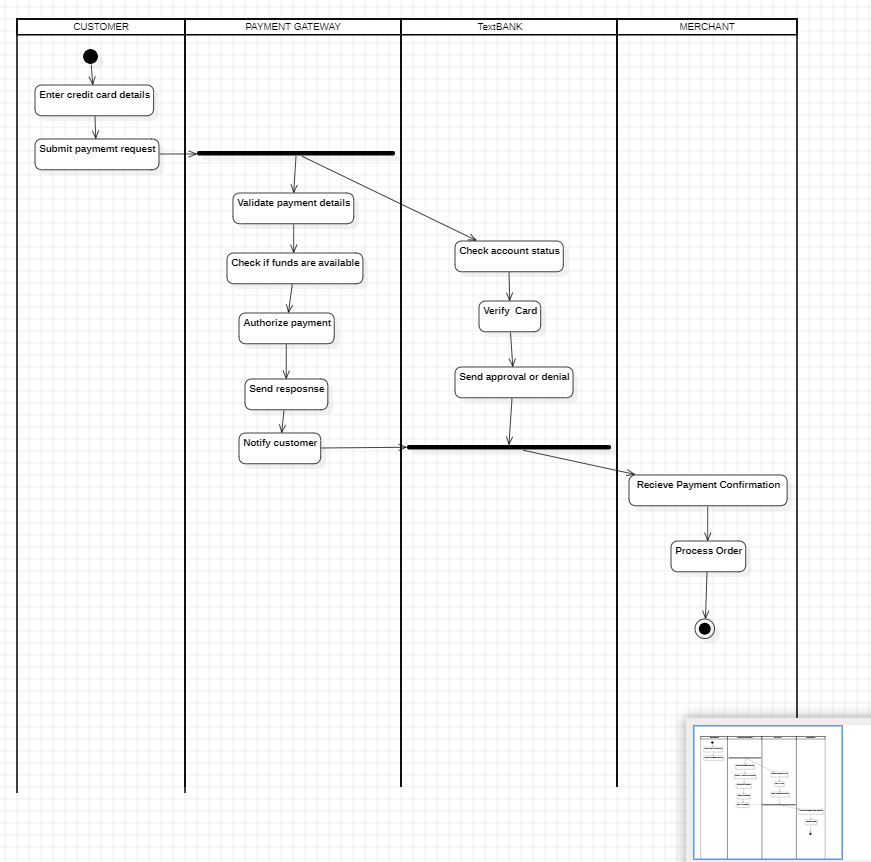 CUSTOMER
PAYMENT GATEWAY
TextBANK
MERCHANT
Enter credit card details
Submit paymemt request
Validate payment details
Check account status
Check if funds are available
Verify  Card
Authorize payment
Send approval or denial
Send resposnse
Notify customer
Recieve Payment Confirmation
Process Order